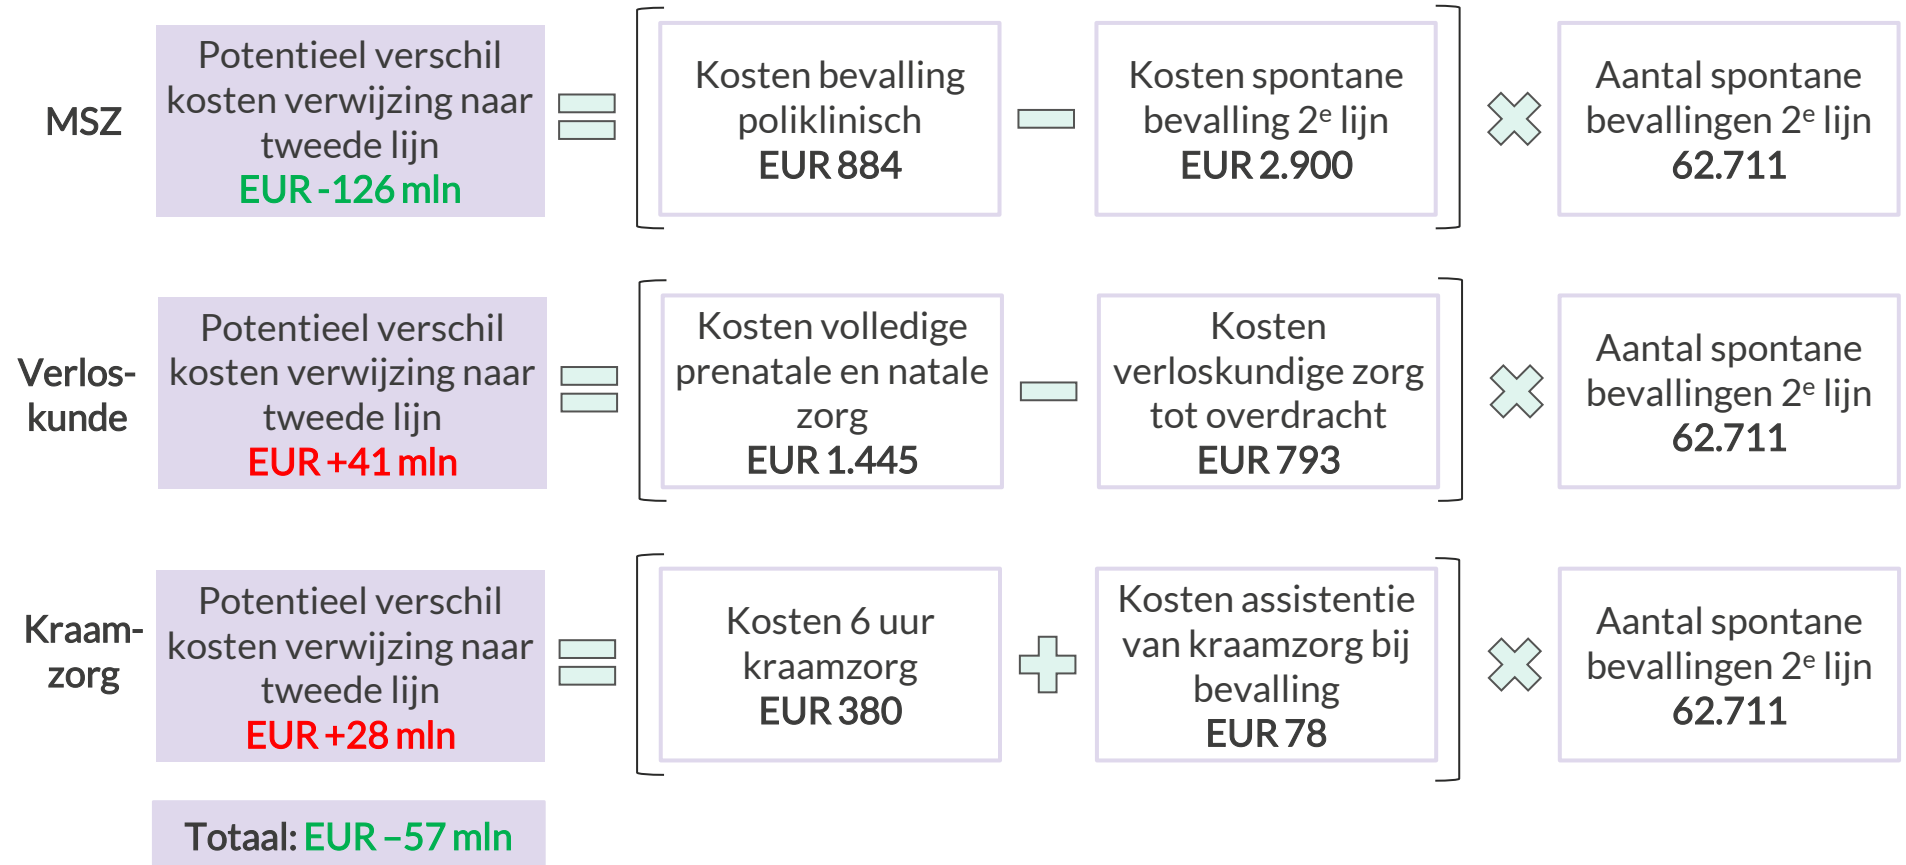 MSZ
Potentieel verschil
kosten verwijzing naar
tweede lijn
EUR -126 mln
Kosten bevalling
poliklinisch
EUR 884
Kosten spontane
bevalling 2e lijn
EUR 2.900
Aantal spontane
bevallingen 2e lijn
62.711
Verlos-
kunde
Potentieel verschil
kosten verwijzing naar
tweede lijn
EUR +41 mln
Kosten volledige
prenatale en natale
zorg
EUR 1.445
Kosten
verloskundige zorg
tot overdracht
EUR 793
Aantal spontane
bevallingen 2e lijn
62.711
Kraam-
zorg
Potentieel verschil
kosten verwijzing naar
tweede lijn
EUR +28 mln
Kosten 6 uur
kraamzorg
EUR 380
Kosten assistentie
van kraamzorg bij
bevalling
EUR 78
Aantal spontane
bevallingen 2e lijn
62.711
Totaal: EUR –57 mln